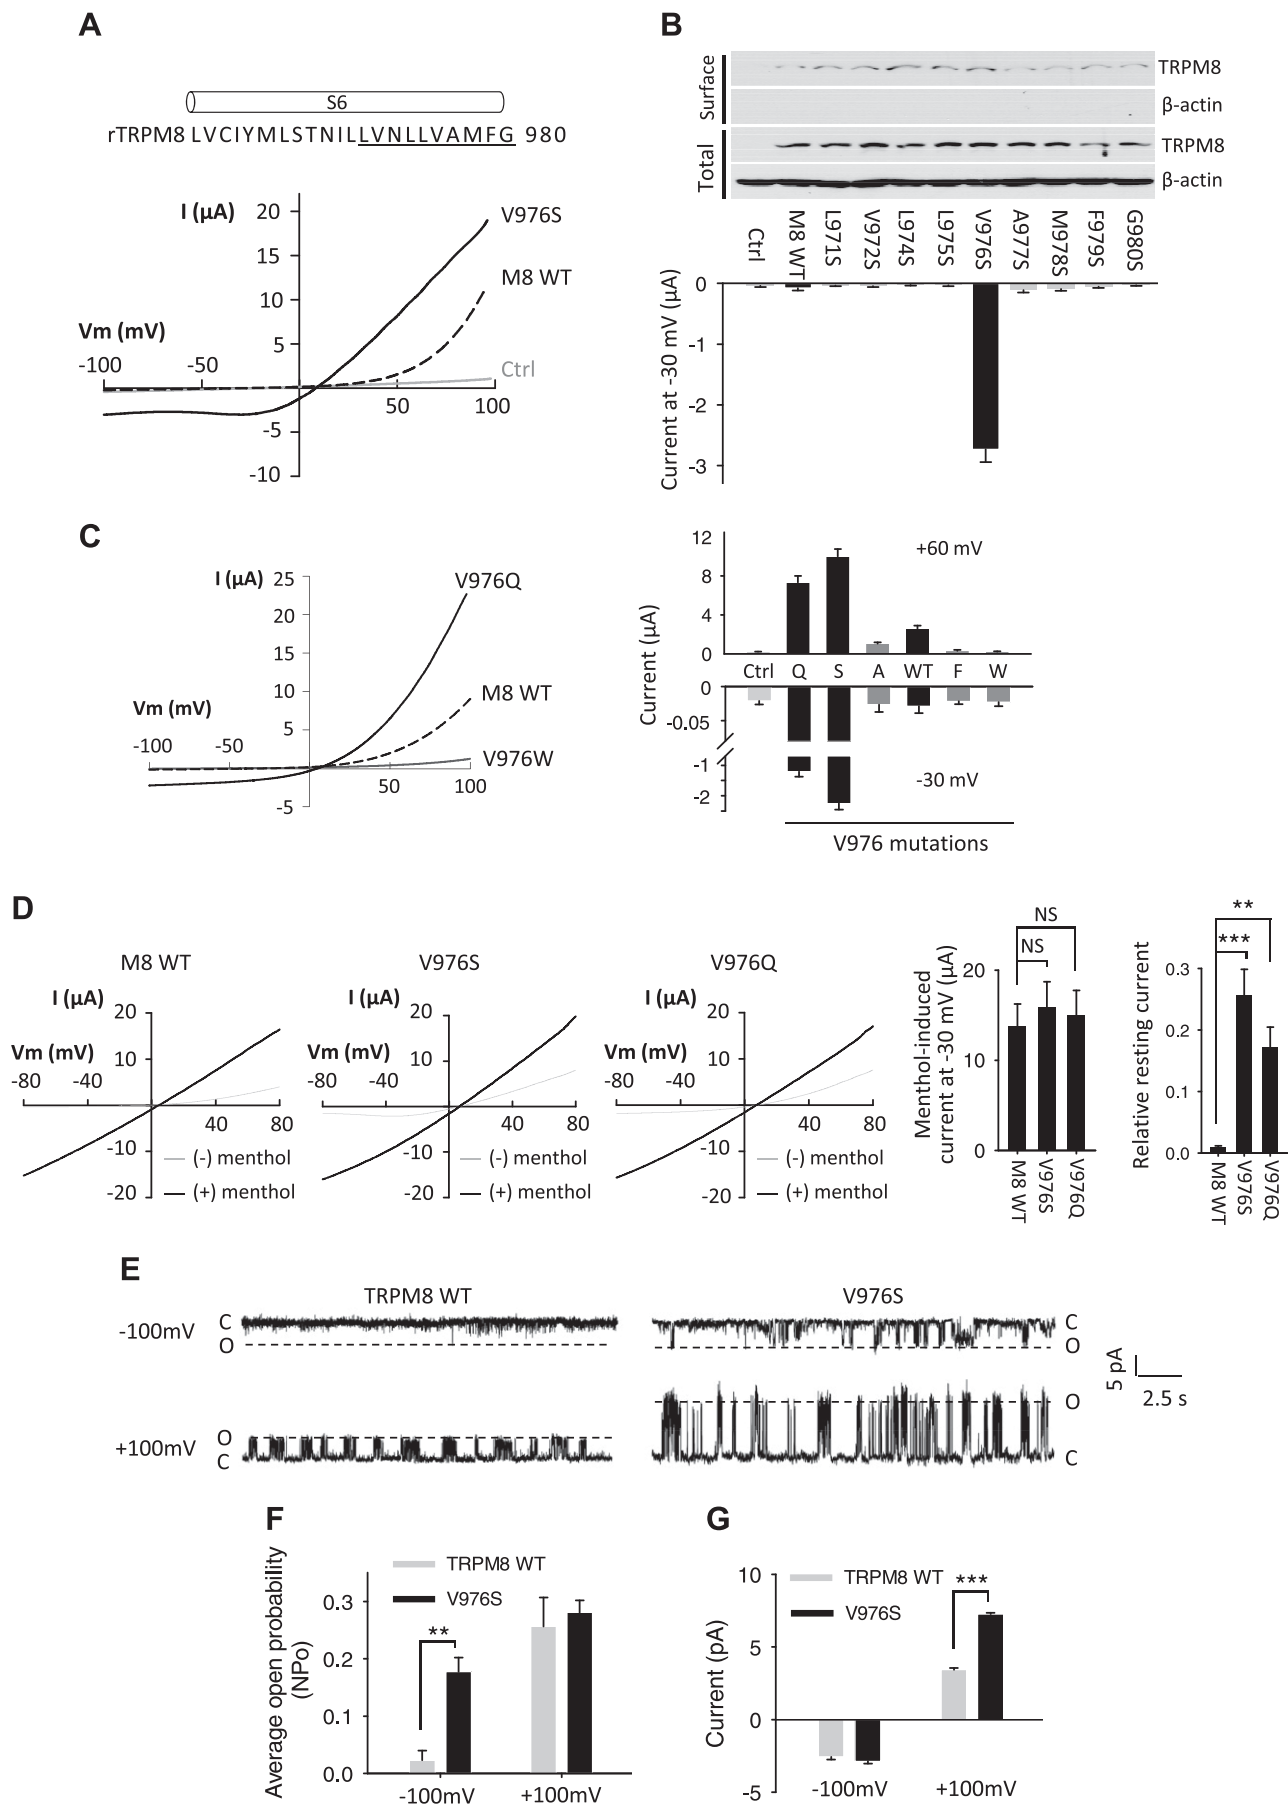 A
S6
rTRPM8 LVCIYMLSTNILLVNLLVAMFG 980
I (µA)
20
15
10
5
-5
-10
V976S
M8 WT
Ctrl
Vm (mV)
-100
-50
50
100
B
Surface
TRPM8
β-actin
Total
TRPM8
β-actin
Ctrl
M8 WT
L971S
V972S
L974S
L975S
V976S
A977S
M978S
F979S
G980S
Current at -30 mV (µA)
0
-1
-2
-3
C
I (µA)
25
20
15
10
5
-5
V976Q
M8 WT
V976W
Vm (mV)
-100
-50
50
100
Current (µA)
12
8
4
0
+60 mV
Ctrl Q S A WT F W
0
-0.05
-1
-2
-30 mV
V976 mutations
D
M8 WT
I (µA)
20
10
-10
-20
Vm (mV)
-80
-40
40
80
(-) menthol
(+) menthol
V976S
I (µA)
20
10
-10
-20
Vm (mV)
-80
-40
40
80
(-) menthol
(+) menthol
V976Q
I (µA)
20
10
-10
-20
Vm (mV)
-80
-40
40
80
(-) menthol
(+) menthol
Menthol-induced
current at -30 mV (µA)
20
10
0
NS
NS
M8 WT
V976S
V976Q
Relative resting current
0.3
0.2
0.1
0.0
**
***
M8 WT
V976S
V976Q
E
TRPM8 WT
V976S
-100mV
C
O
C
O
+100mV
O
C
O
C
5 pA
2.5 s
F
TRPM8 WT
V976S
Average open probability
(NPo)
0.3
0.2
0.1
0.0
**
-100mV
+100mV
G
TRPM8 WT
V976S
Current (pA)
10
5
0
-5
***
-100mV
+100mV